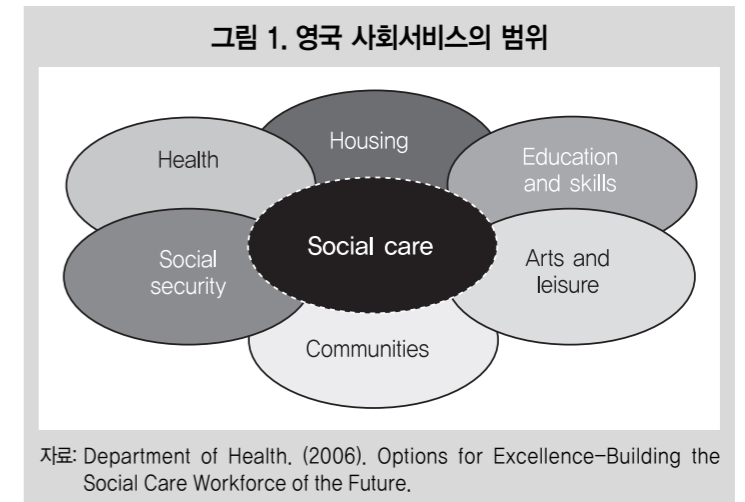 그림 1. 영국 사회서비스의 범위
Health
Housing
Education
and skills
Social
security
Social care
Arts and
leisure
Communities
자료: Department of Health. (2006). Options for Excellence-Building the
Social Care Workforce of the Future.